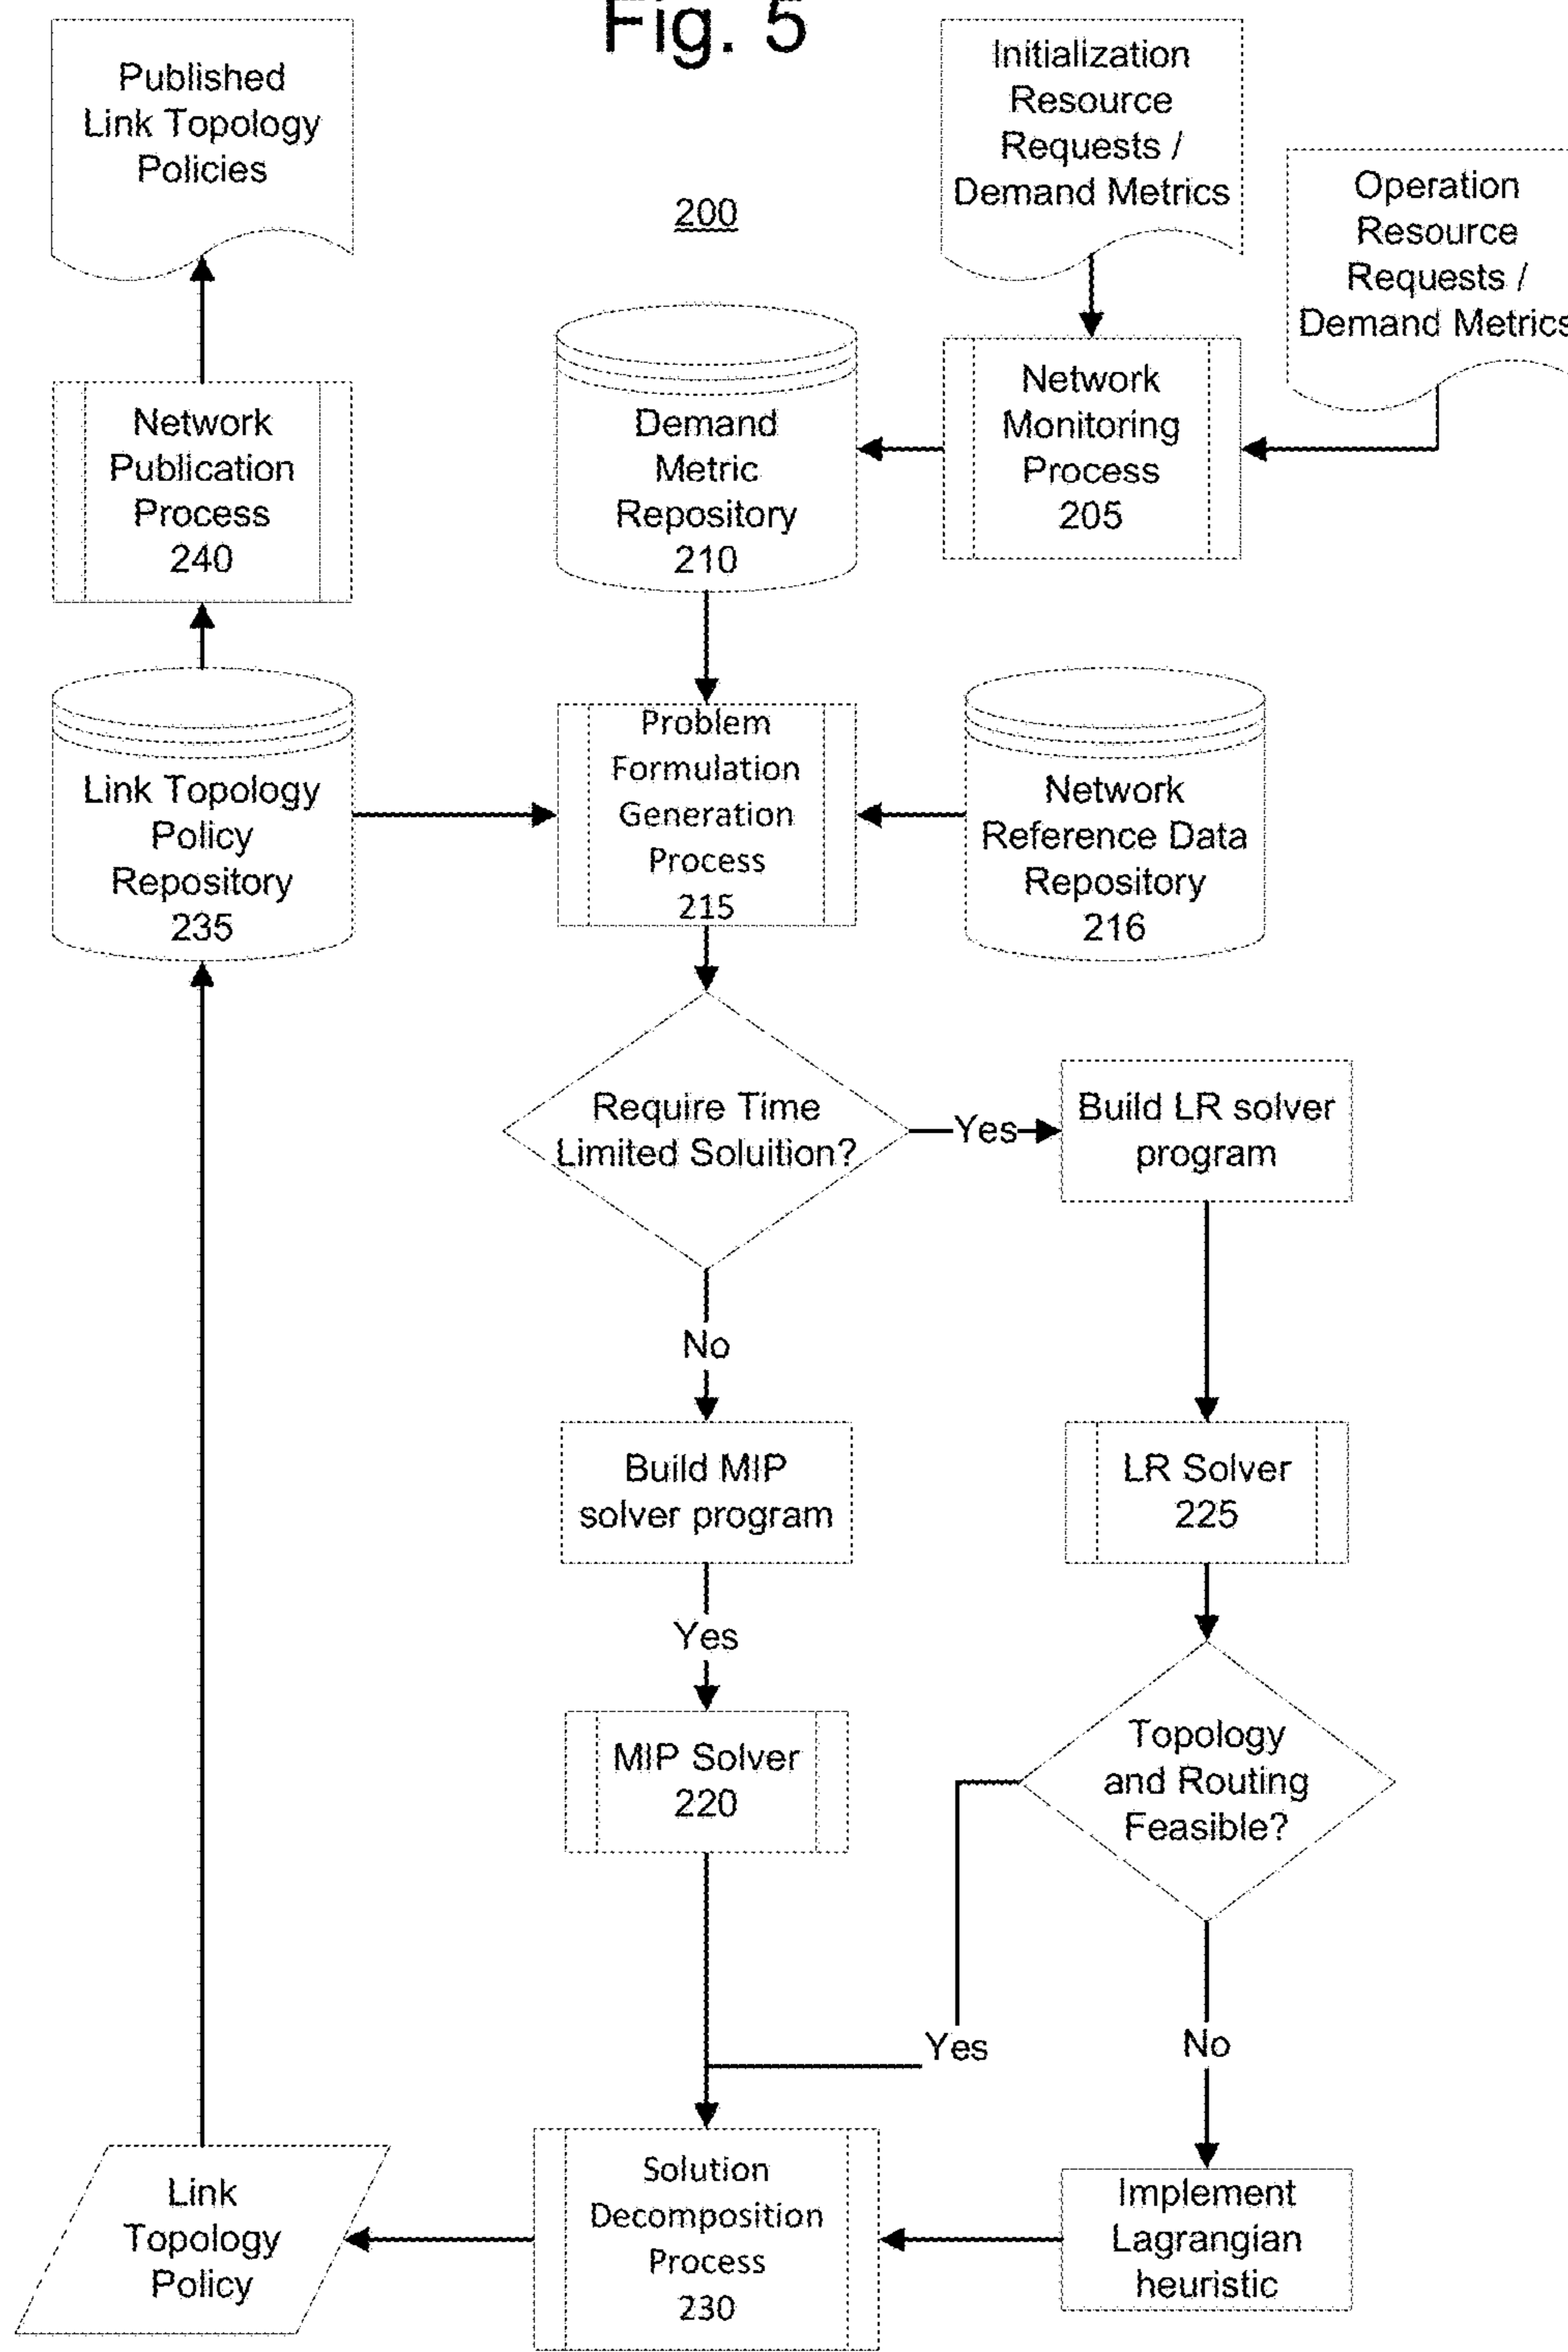 Fig. 5
Published
Link Topology
Policies
200
Initialization
Resource
Requests /
Demand Metrics
Operation
Resource
Requests /
Demand Metrics
Network
Publication
Process
240
Demand
Metric
Repository
210
Network
Monitoring
Process
205
Link Topology
Policy
Repository
235
Problem
Formulation
Generation
Process
215
Network
Reference Data
Repository
216
Require Time
Limited Soluition?
Yes
Build LR solver
program
No
Build MIP
solver program
LR Solver
225
Yes
MIP Solver
220
Topology
and Routing
Feasible?
Yes
No
Link
Topology
Policy
Solution
Decomposition
Process
230
Implement
Lagrangian
heuristic